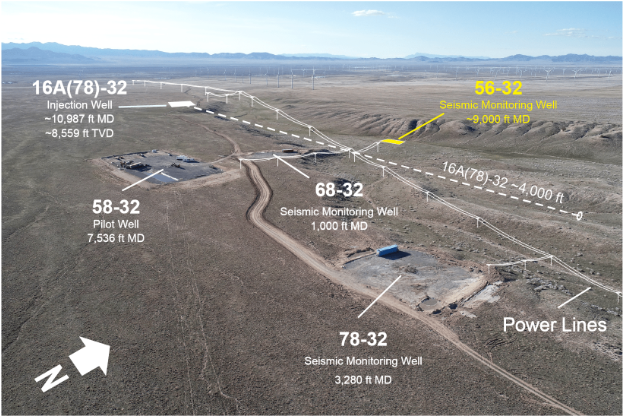 16A(78)-32
Injection Well
~10,987 ft MD
~8,559 ft TVD
56-32
Seismic Monitoring Well
~9,000 ft MD
16A(78)-32 ~4,000 ft
58-32
Pilot Well
7,536 ft MD
68-32
Seismic Monitoring Well
1,000 ft MD
Power Lines
78-32
Seismic Monitoring Well
3,280 ft MD
N